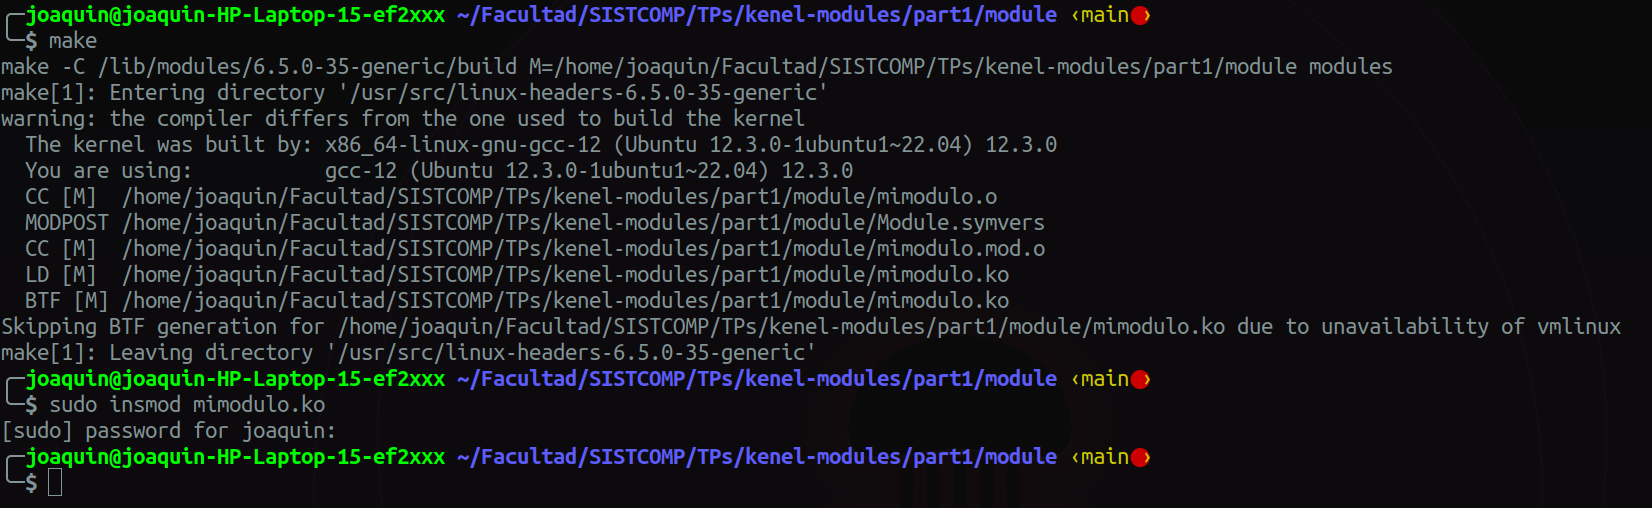 joaquin@joaquin-HP-Laptop-15-ef2xxx ~/Facultad/SISTCOMP/TPs/kenel-modules/part1/module ‹main›
$ make
make -C /lib/modules/6.5.0-35-generic/build M=/home/joaquin/Facultad/SISTCOMP/TPs/kenel-modules/part1/module modules
make[1]: Entering directory '/usr/src/linux-headers-6.5.0-35-generic'
warning: the compiler differs from the one used to build the kernel
  The kernel was built by: x86_64-linux-gnu-gcc-12 (Ubuntu 12.3.0-1ubuntu1~22.04) 12.3.0
  You are using:           gcc-12 (Ubuntu 12.3.0-1ubuntu1~22.04) 12.3.0
  CC [M]  /home/joaquin/Facultad/SISTCOMP/TPs/kenel-modules/part1/module/mimodulo.o
  MODPOST /home/joaquin/Facultad/SISTCOMP/TPs/kenel-modules/part1/module/Module.symvers
  CC [M]  /home/joaquin/Facultad/SISTCOMP/TPs/kenel-modules/part1/module/mimodulo.mod.o
  LD [M]  /home/joaquin/Facultad/SISTCOMP/TPs/kenel-modules/part1/module/mimodulo.ko
  BTF [M] /home/joaquin/Facultad/SISTCOMP/TPs/kenel-modules/part1/module/mimodulo.ko
Skipping BTF generation for /home/joaquin/Facultad/SISTCOMP/TPs/kenel-modules/part1/module/mimodulo.ko due to unavailability of vmlinux
make[1]: Leaving directory '/usr/src/linux-headers-6.5.0-35-generic'
joaquin@joaquin-HP-Laptop-15-ef2xxx ~/Facultad/SISTCOMP/TPs/kenel-modules/part1/module ‹main›
$ sudo insmod mimodulo.ko
[sudo] password for joaquin:
joaquin@joaquin-HP-Laptop-15-ef2xxx ~/Facultad/SISTCOMP/TPs/kenel-modules/part1/module ‹main›
$